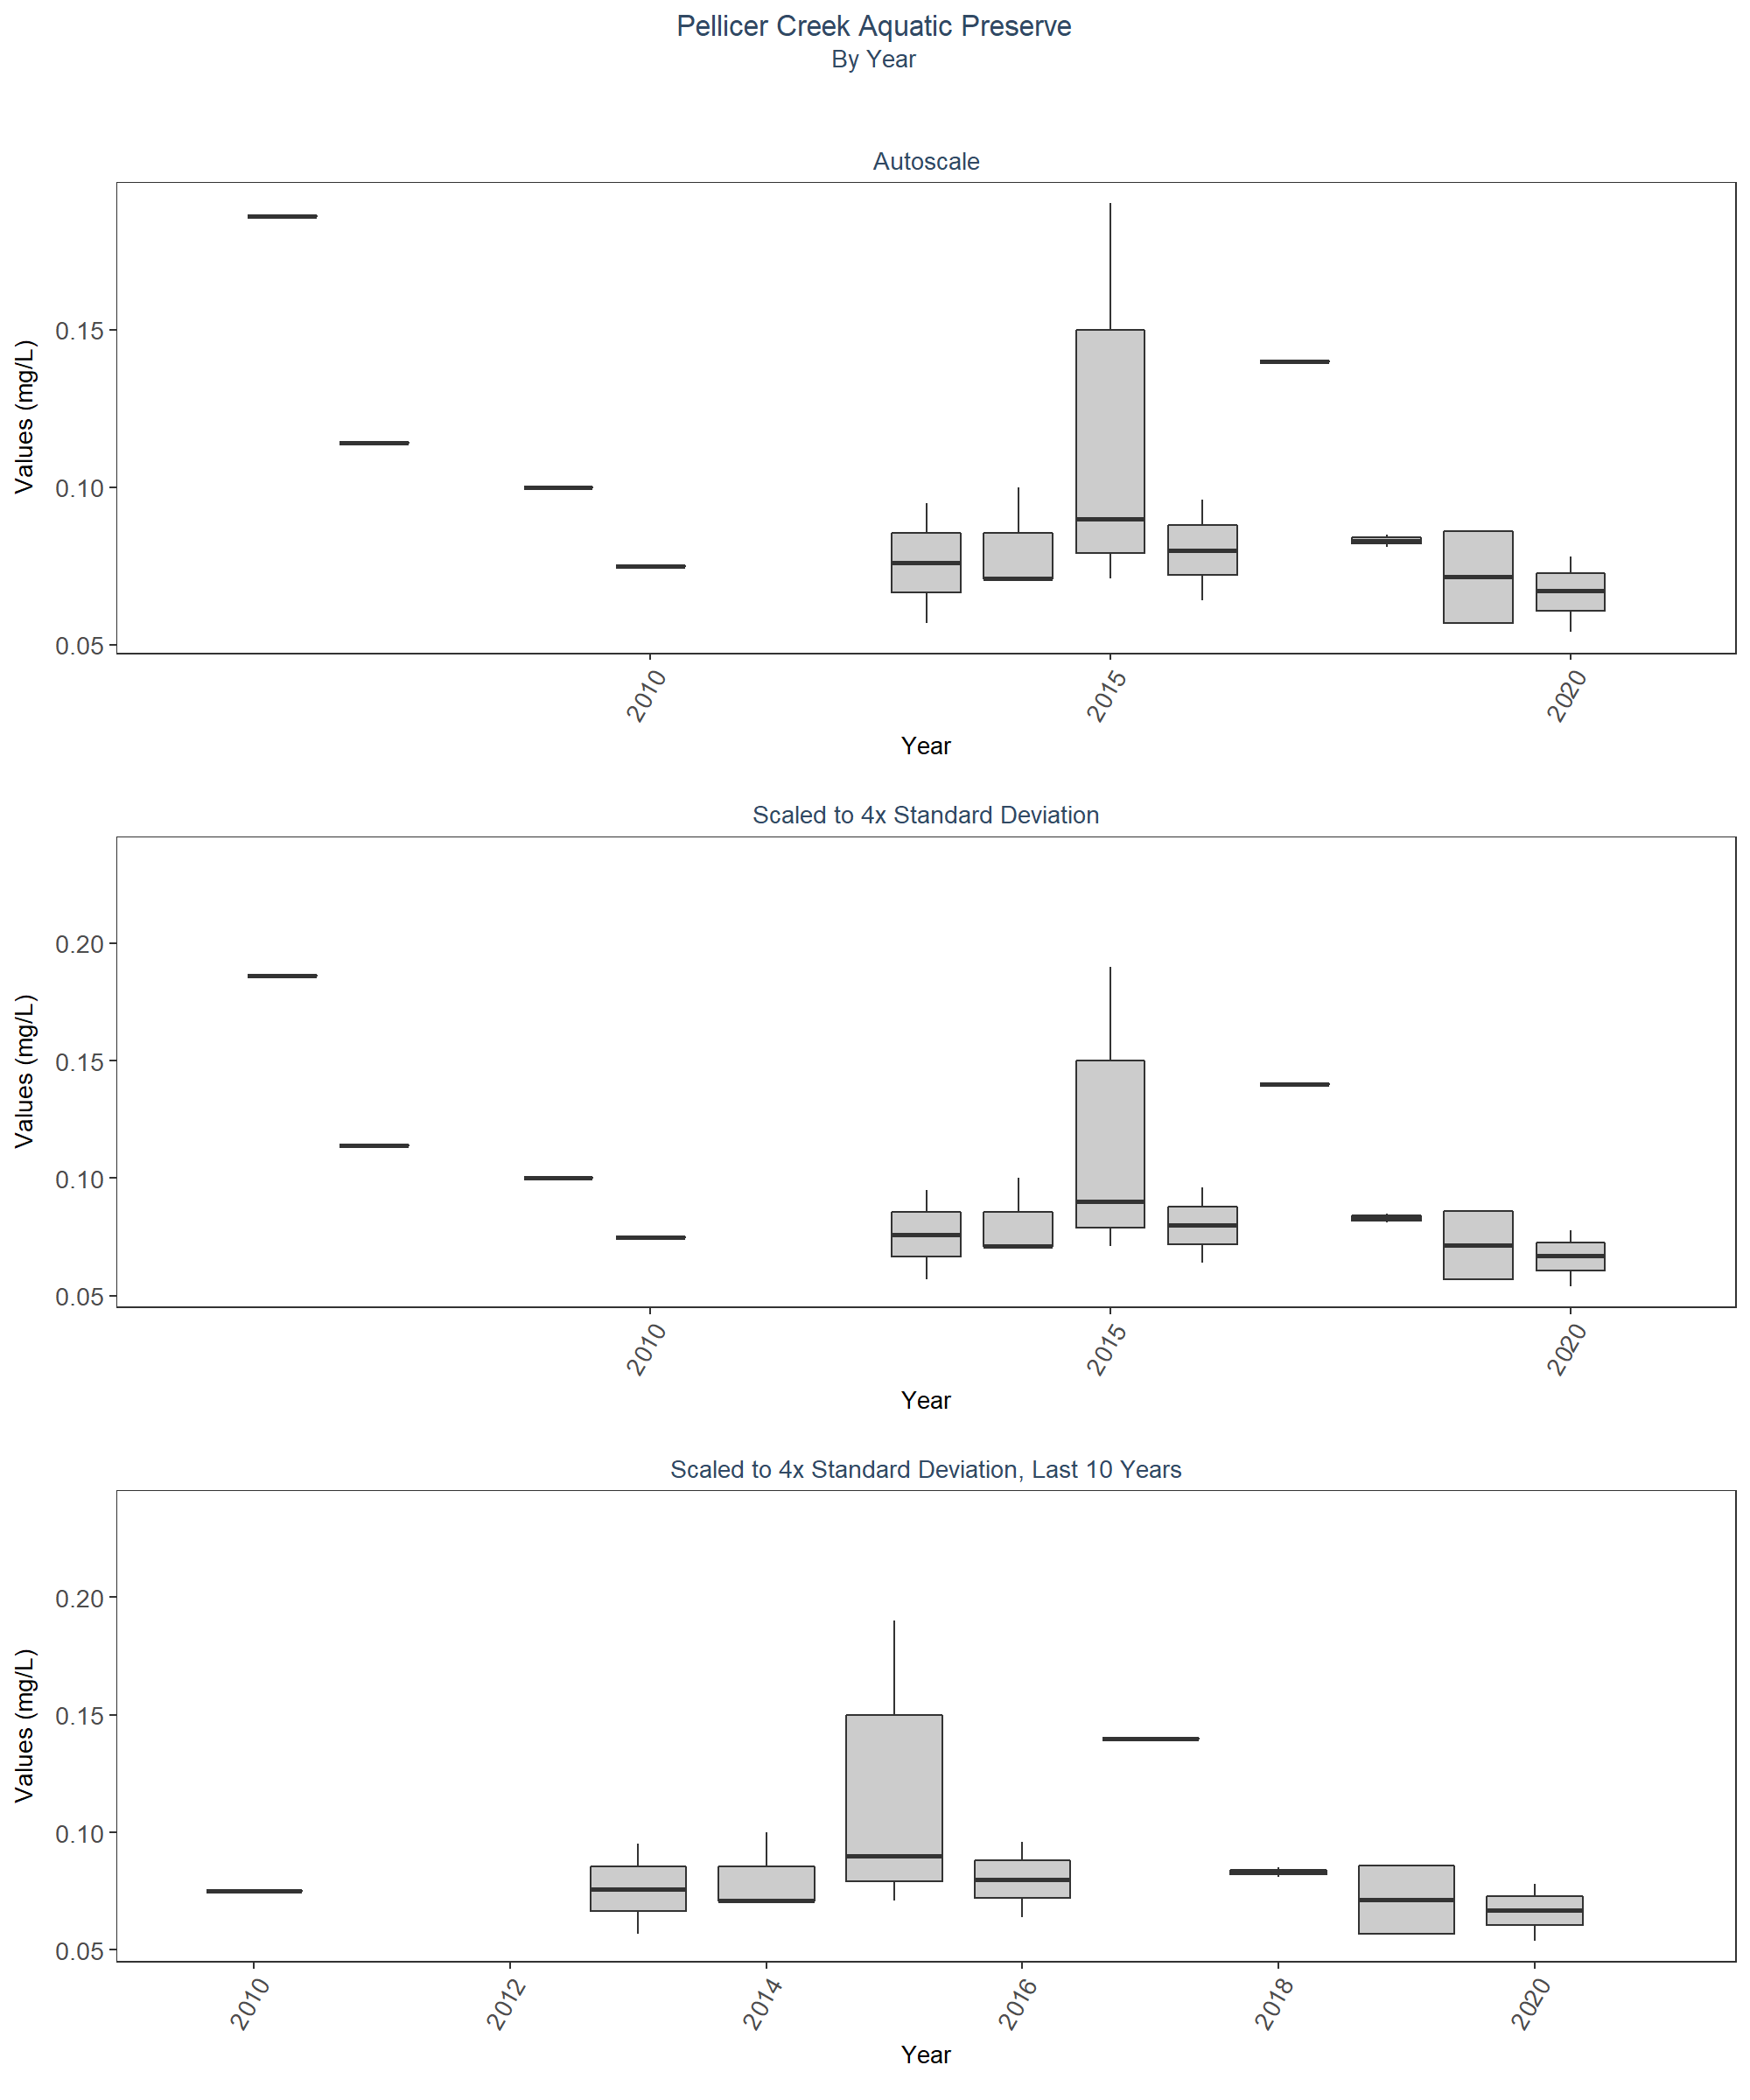 Pellicer Creek Aquatic Preserve
By Year
Autoscale
Values (mg/L)
0.15
0.10
0.05
2010 2015 2020
Year
Scaled to 4x Standard Deviation
Values (mg/L)
0.20
0.15
0.10
0.05
2010 2015 2020
Year
Scaled to 4x Standard Deviation, Last 10 Years
Values (mg/L)
0.20
0.15
0.10
0.05
2010 2012 2014 2016 2018 2020
Year